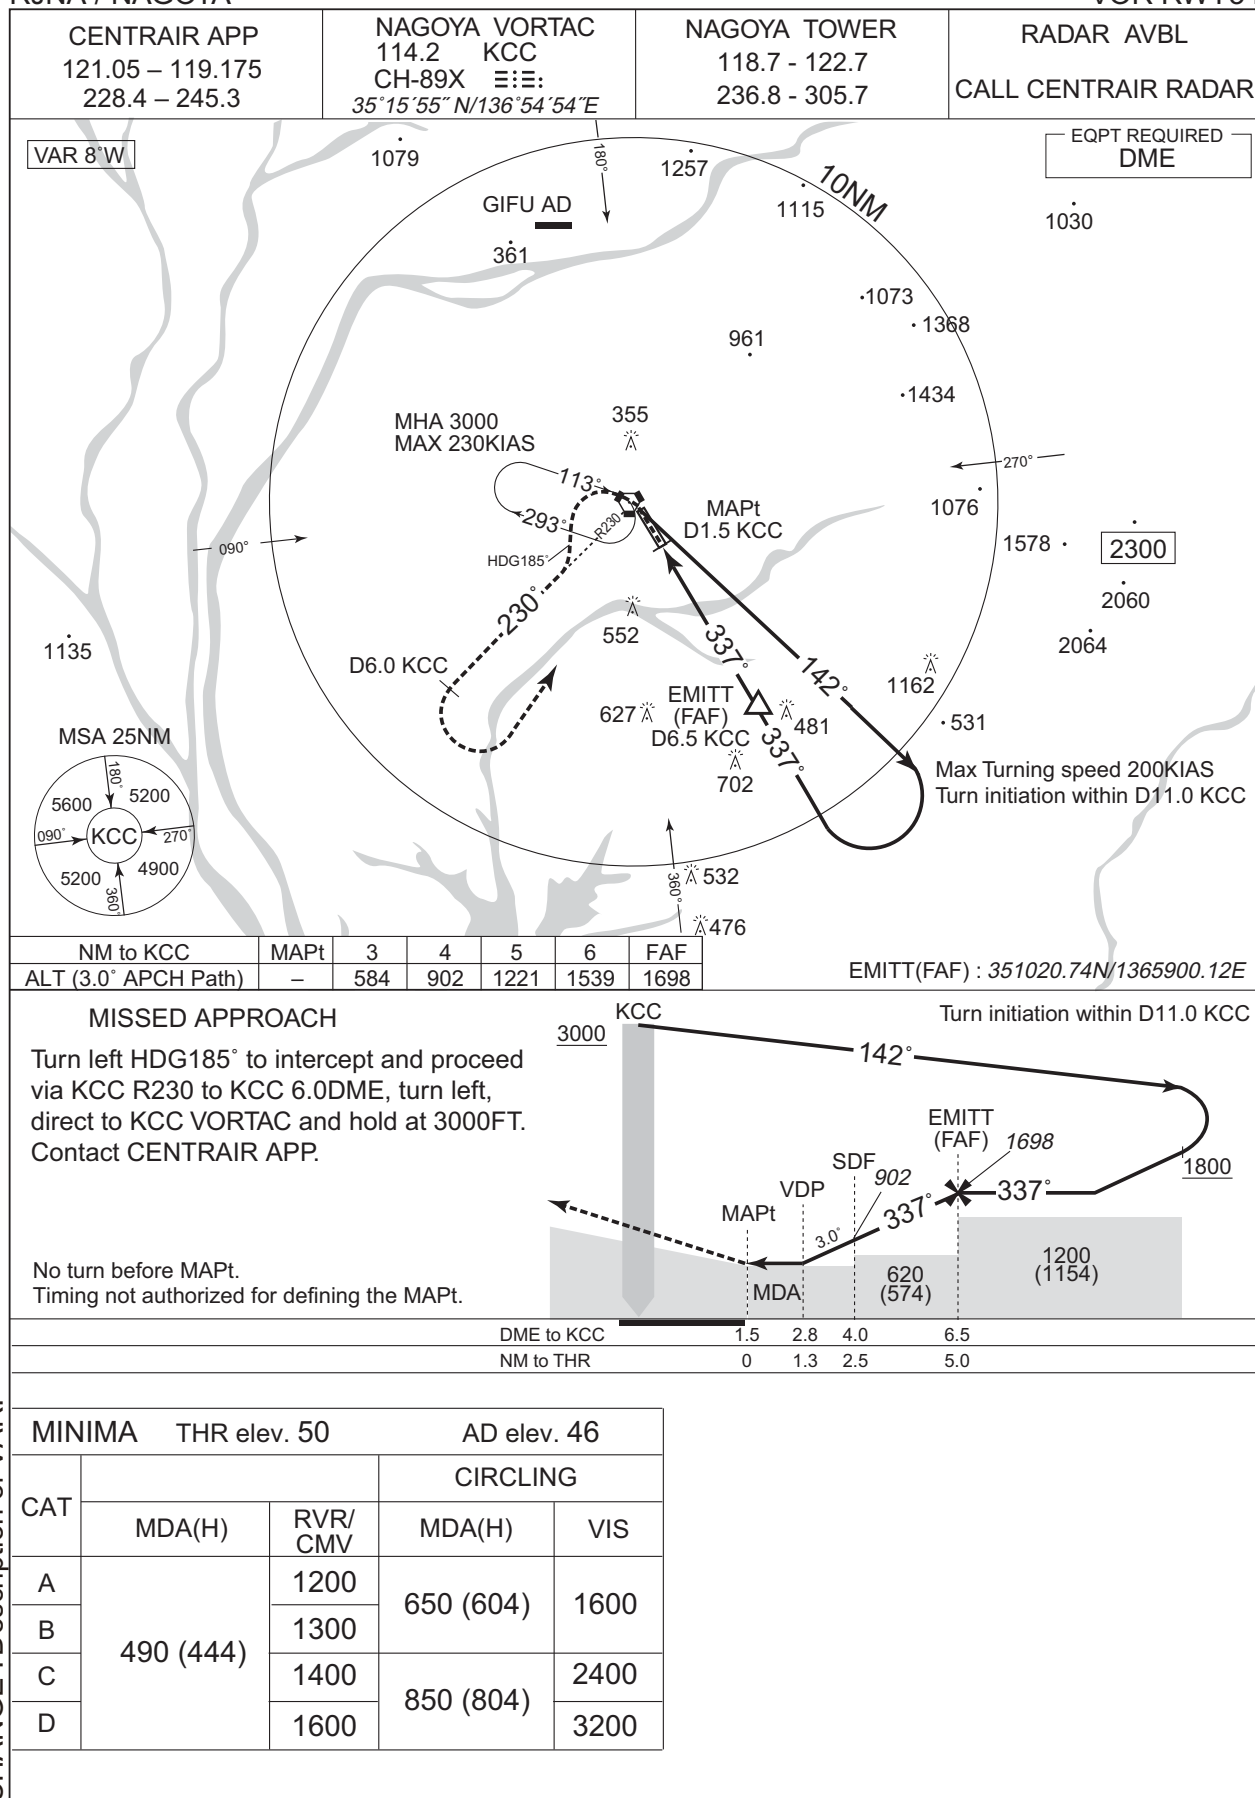 KJNA / NAGOYA
VOR RWY34
CENTRAIR APP
121.05 – 119.175
228.4 – 245.3
NAGOYA VORTAC
114.2 KCC
CH-89X
35°15´55˝ N/136°54´54˝E
NAGOYA TOWER
118.7 - 122.7
236.8 - 305.7
RADAR AVBL
CALL CENTRAIR RADAR
VAR 8°W
EQPT REQUIRED
DME
1079
180°
1257
10NM
1115
1030
GIFU AD
361
1073
1368
961
1434
355
MHA 3000
MAX 230KIAS
113°
293°
R230
HDG185°
270°
1076
MAPt
D1.5 KCC
1578
2300
090°
2060
230°
552
337°
2064
1135
D6.0 KCC
142°
1162
EMITT
(FAF)
D6.5 KCC
627
481
531
337°
702
MSA 25NM
180°
5600
5200
090°
KCC
270°
5200
4900
360°
Max Turning speed 200KIAS
Turn initiation within D11.0 KCC
360°
532
476
NM to KCC MAPt 3 4 5 6 FAF
ALT (3.0° APCH Path) – 584 902 1221 1539 1698
EMITT(FAF) : 351020.74N/1365900.12E
MISSED APPROACH
Turn left HDG185° to intercept and proceed
via KCC R230 to KCC 6.0DME, turn left,
direct to KCC VORTAC and hold at 3000FT.
Contact CENTRAIR APP.
No turn before MAPt.
Timing not authorized for defining the MAPt.
KCC
3000
Turn initiation within D11.0 KCC
142°
EMITT
(FAF)
1698
SDF
902
1800
VDP
337°
337°
MAPt
3.0°
MDA
620
(574)
1200
(1154)
DME to KCC 1.5 2.8 4.0 6.5
NM to THR 0 1.3 2.5 5.0
MINIMA THR elev. 50 AD elev. 46
CAT
CIRCLING
MDA(H) RVR/CMV MDA(H) VIS
A 490 (444) 1200 650 (604) 1600
B 1300
C 1400 850 (804) 2400
D 1600 3200